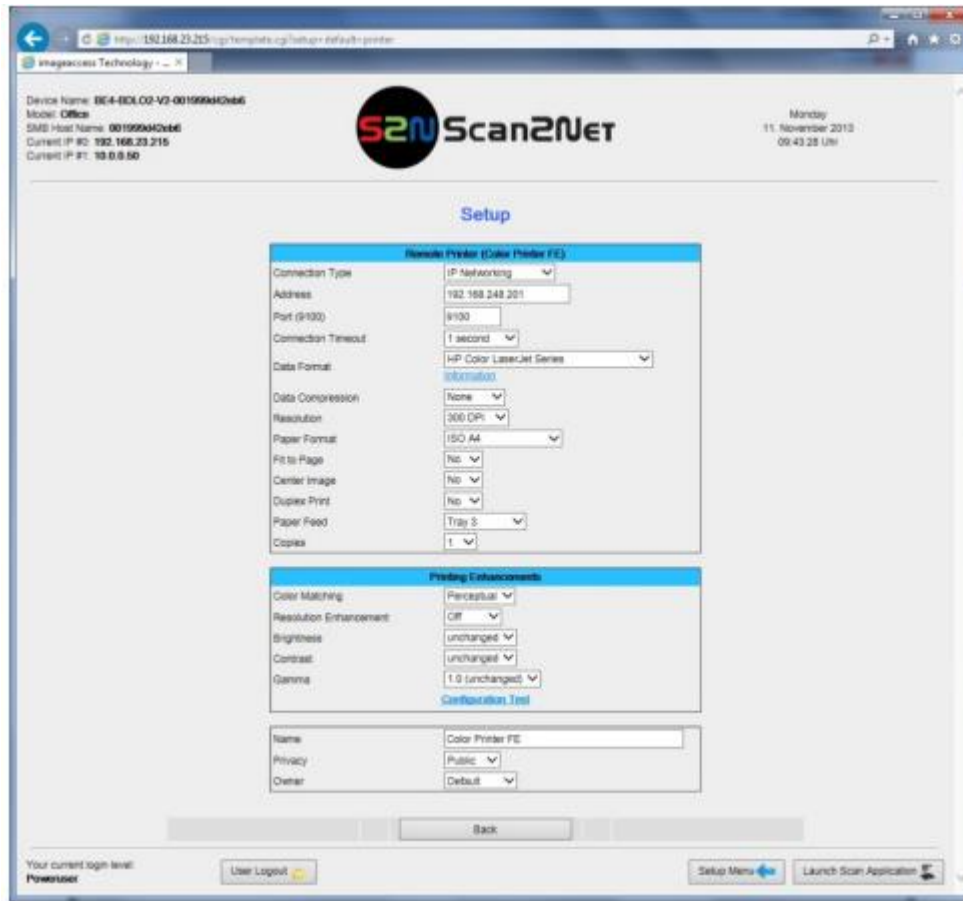 imageaccess Technology - ...
Device Name: BE4-BDLO2-V2-001999d42eb6
Model: Office
SMB Host Name: 001999d42eb6
Current IP #0: 192.168.23.215
Current IP #1: 10.0.0.50
S2N Scan2Net
Monday
11. November 2013
09:43:28 Uhr
Setup
Remote Printer (Color Printer FE)
Connection Type IP Networking
Address 192.168.248.201
Port (9100) 9100
Connection Timeout 1 second
Data Format HP Color LaserJet Series
Information
Data Compression None
Resolution 300 DPI
Paper Format ISO A4
Fit to Page No
Center Image No
Duplex Print No
Paper Feed Tray 3
Copies 1
Printing Enhancements
Color Matching Perceptual
Resolution Enhancement Off
Brightness unchanged
Contrast unchanged
Gamma 1.0 (unchanged)
Configuration Test
Name Color Printer FE
Privacy Public
Owner Default
Back
Your current login level:
Poweruser
User Logout
Setup Menu
Launch Scan Application